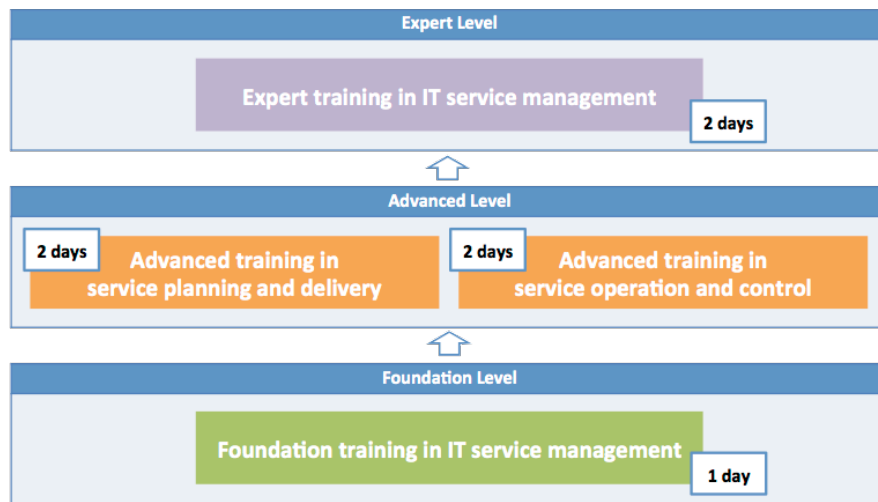 Expert Level
Expert training in IT service management
2 days
Advanced Level
2 days
Advanced training in
service planning and delivery
2 days
Advanced training in
service operation and control
Foundation Level
Foundation training in IT service management
1 day